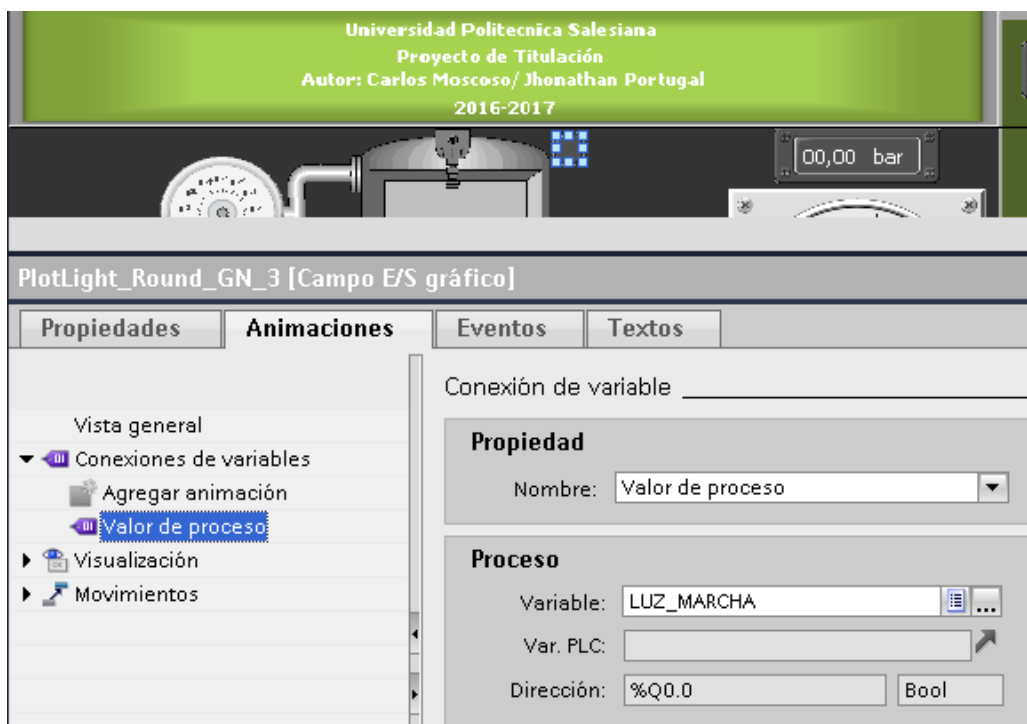 Universidad Politecnica Salesiana
Proyecto de Titulación
Autor: Carlos Moscoso/ Jhonathan Portugal
2016-2017
00,00 bar
PlotLight_Round_GN_3 [Campo E/S gráfico]
Propiedades Animaciones Eventos Textos
Conexión de variable
Vista general
Conexiones de variables
Agregar animación
Valor de proceso
Visualización
Movimientos
Propiedad
Nombre: Valor de proceso
Proceso
Variable: LUZ_MARCHA
Var. PLC:
Dirección: %Q0.0 Bool